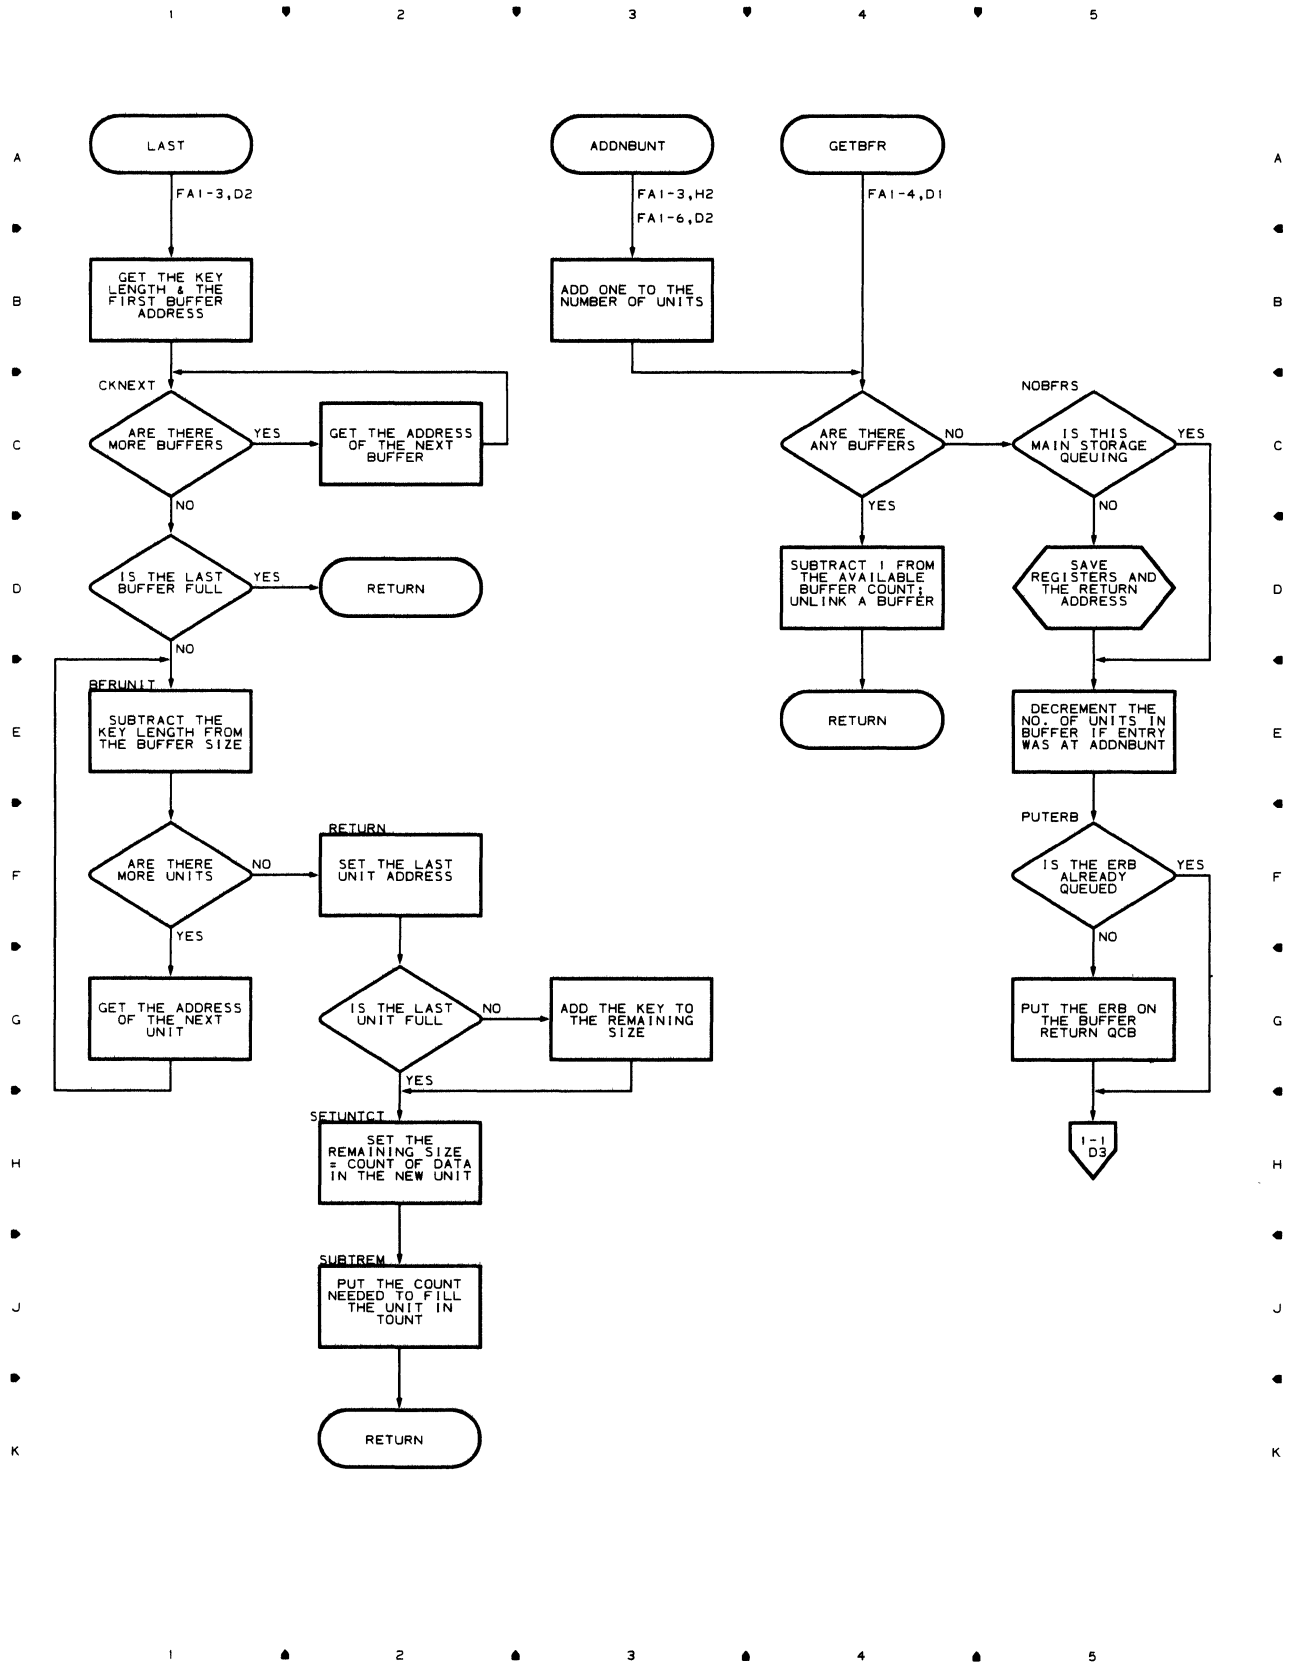 1 2 3 4 5
A A
B B
C C
D D
E E
F F
G G
H H
J J
K K
LAST
FA1-3,D2
GET THE KEY
LENGTH & THE
FIRST BUFFER
ADDRESS
CKNEXT
ARE THERE
MORE BUFFERS
YES
NO
GET THE ADDRESS
OF THE NEXT
BUFFER
IS THE LAST
BUFFER FULL
YES
NO
RETURN
BFRUNIT
SUBTRACT THE
KEY LENGTH FROM
THE BUFFER SIZE
ARE THERE
MORE UNITS
NO
YES
GET THE ADDRESS
OF THE NEXT
UNIT
RETURN
SET THE LAST
UNIT ADDRESS
IS THE LAST
UNIT FULL
NO
YES
ADD THE KEY TO
THE REMAINING
SIZE
SETUNTCT
SET THE
REMAINING SIZE
= COUNT OF DATA
IN THE NEW UNIT
SUBTREM
PUT THE COUNT
NEEDED TO FILL
THE UNIT IN
TOUNT
RETURN
ADDNBUNT
FA1-3,H2
FA1-6,D2
ADD ONE TO THE
NUMBER OF UNITS
GETBFR
FA1-4,D1
ARE THERE
ANY BUFFERS
NO
YES
SUBTRACT 1 FROM
THE AVAILABLE
BUFFER COUNT;
UNLINK A BUFFER
RETURN
NOBFRS
IS THIS
MAIN STORAGE
QUEUING
YES
NO
SAVE
REGISTERS AND
THE RETURN
ADDRESS
DECREMENT THE
NO. OF UNITS IN
BUFFER IF ENTRY
WAS AT ADDNBUNT
PUTERB
IS THE ERB
ALREADY
QUEUED
YES
NO
PUT THE ERB ON
THE BUFFER
RETURN QCB
1-1
D3
1 2 3 4 5